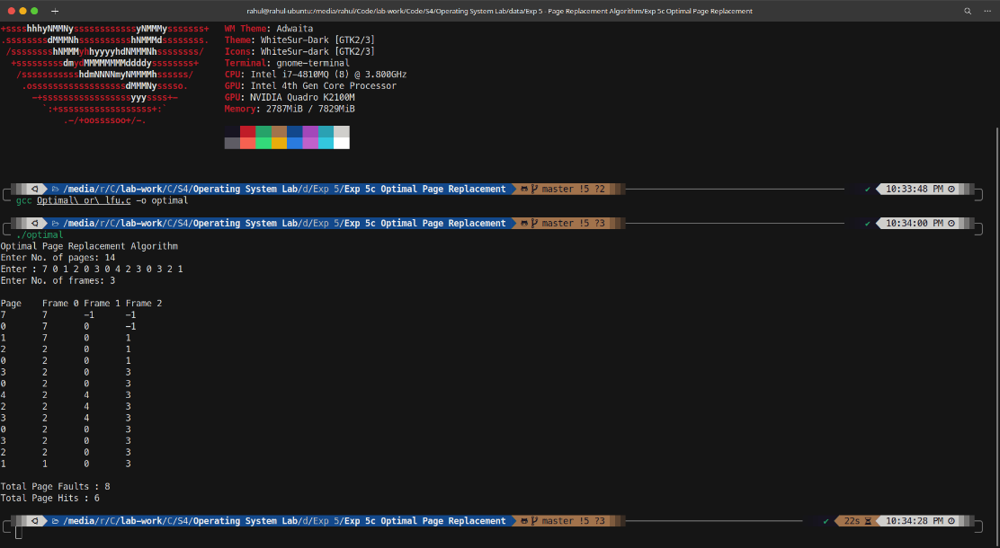 rahul@rahul-ubuntu:/media/rahul/Code/lab-work/Code/S4/Operating System Lab/data/Exp 5 - Page Replacement Algorithm/Exp 5c Optimal Page Replacement
+sssshhhyNMMNyssssssssssssyNMMMysssssss+ WM Theme: Adwaita
.ssssssssdMMMNhsssssssssshNMMMdssssssss. Theme: WhiteSur-Dark [GTK2/3]
/sssssssshNMMMyhhyyyyhdNMMMNhssssssss/ Icons: WhiteSur-dark [GTK2/3]
+sssssssssdmydMMMMMMMMddddyssssssss+ Terminal: gnome-terminal
/ssssssssssshdmNNNNmyNMMMMhssssss/ CPU: Intel i7-4810MQ (8) @ 3.800GHz
.ossssssssssssssssssdMMMNysssso. GPU: Intel 4th Gen Core Processor
-+sssssssssssssssssyyyssss+- GPU: NVIDIA Quadro K2100M
`:+ssssssssssssssssss+:` Memory: 2787MiB / 7829MiB
.-/+oossssoo+/-.
/media/r/C/lab-work/C/S4/Operating System Lab/d/Exp 5/Exp 5c Optimal Page Replacement master !5 ?2 ✔ 10:33:48 PM
gcc Optimal\ or\ lfu.c -o optimal
/media/r/C/lab-work/C/S4/Operating System Lab/d/Exp 5/Exp 5c Optimal Page Replacement master !5 ?3 ✔ 10:34:00 PM
./optimal
Optimal Page Replacement Algorithm
Enter No. of pages: 14
Enter : 7 0 1 2 0 3 0 4 2 3 0 3 2 1
Enter No. of frames: 3
Page Frame 0 Frame 1 Frame 2
7 7 -1 -1
0 7 0 -1
1 7 0 1
2 2 0 1
0 2 0 1
3 2 0 3
0 2 0 3
4 2 4 3
2 2 4 3
3 2 4 3
0 2 0 3
3 2 0 3
2 2 0 3
1 1 0 3
Total Page Faults : 8
Total Page Hits : 6
/media/r/C/lab-work/C/S4/Operating System Lab/d/Exp 5/Exp 5c Optimal Page Replacement master !5 ?3 ✔ 22s 10:34:28 PM